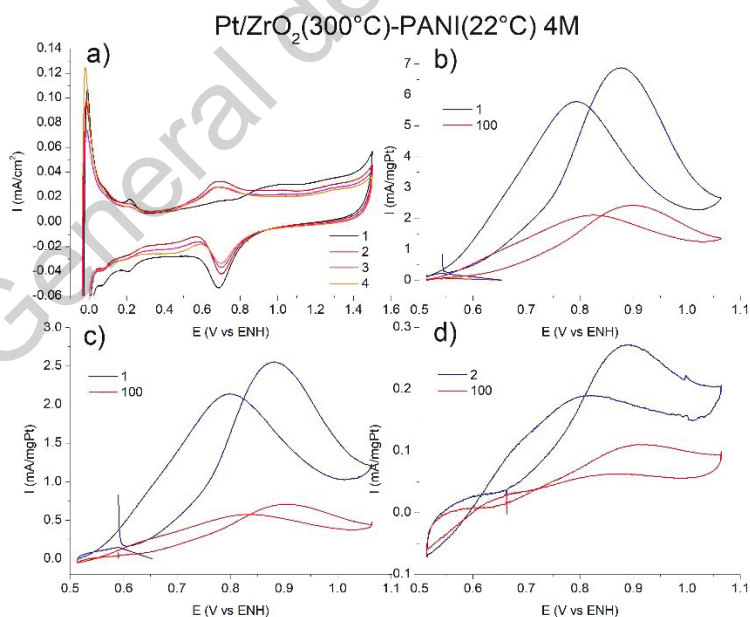 Pt/ZrO₂(300°C)-PANI(22°C) 4M
a)
0.14
0.12
0.10
0.08
0.06
0.04
0.02
0.00
-0.02
-0.04
-0.06
I (mA/cm²)
1
2
3
4
0.0 0.2 0.4 0.6 0.8 1.0 1.2 1.4 1.6
E (V vs ENH)
b)
7
6
5
4
3
2
1
0
I (mA/mgPt)
1
100
0.5 0.6 0.7 0.8 0.9 1.0 1.1
E (V vs ENH)
c)
3.0
2.5
2.0
1.5
1.0
0.5
0.0
I (mA/mgPt)
1
100
0.5 0.6 0.7 0.8 0.9 1.0 1.1
E (V vs ENH)
d)
0.3
0.2
0.1
0.0
-0.1
I (mA/mgPt)
2
100
0.5 0.6 0.7 0.8 0.9 1.0 1.1
E (V vs ENH)
General de